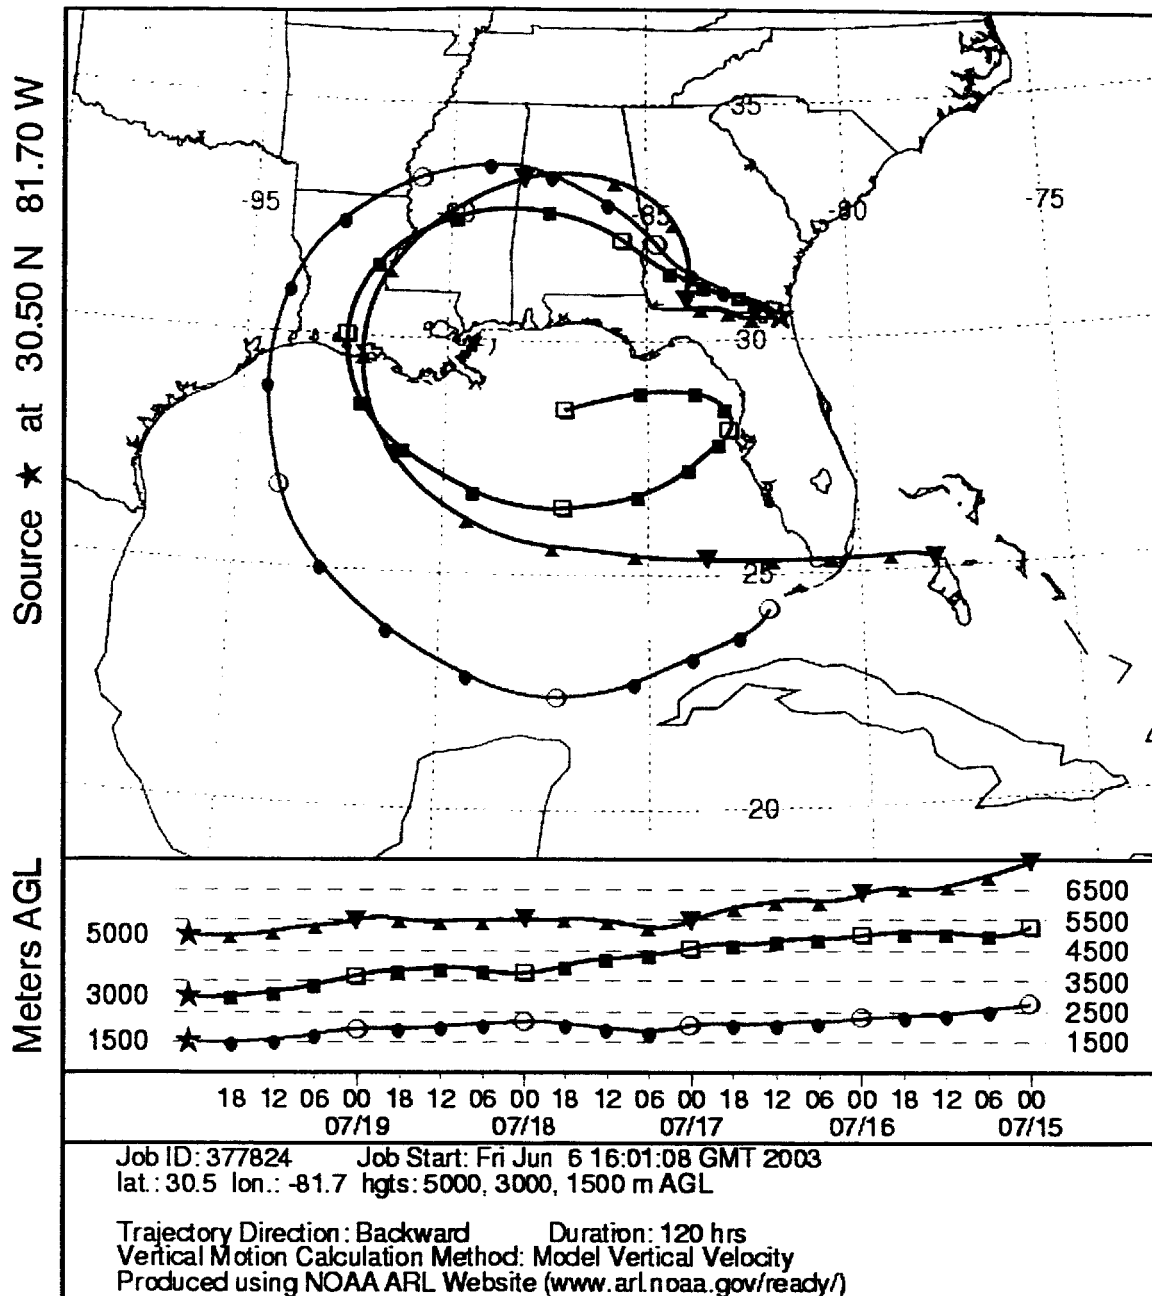 Source ★ at 30.50 N 81.70 W
35
-95
-90
-85
-80
-75
30
25
-20
Meters AGL
5000
3000
1500
6500
5500
4500
3500
2500
1500
18 12 06 00 18 12 06 00 18 12 06 00 18 12 06 00 18 12 06 00
07/19 07/18 07/17 07/16 07/15
Job ID: 377824 Job Start: Fri Jun 6 16:01:08 GMT 2003
lat.: 30.5 lon.: -81.7 hgts: 5000, 3000, 1500 m AGL
Trajectory Direction: Backward Duration: 120 hrs
Vertical Motion Calculation Method: Model Vertical Velocity
Produced using NOAA ARL Website (www.arl.noaa.gov/ready/)